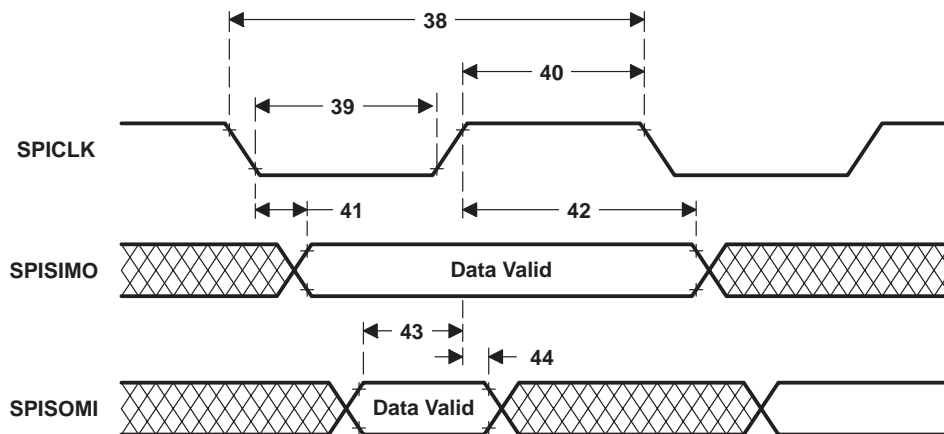 38
40
39
SPICLK
41
42
SPISIMO
Data Valid
43
44
SPISOMI
Data Valid